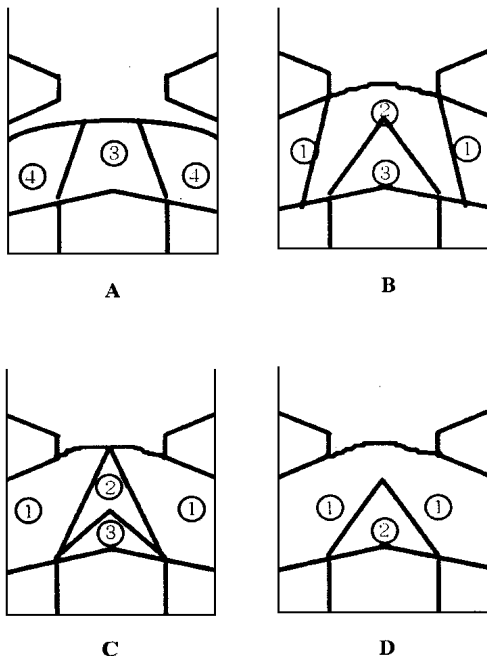 ④ ③ ④
A
② ① ① ③
B
① ② ① ③
C
① ① ②
D